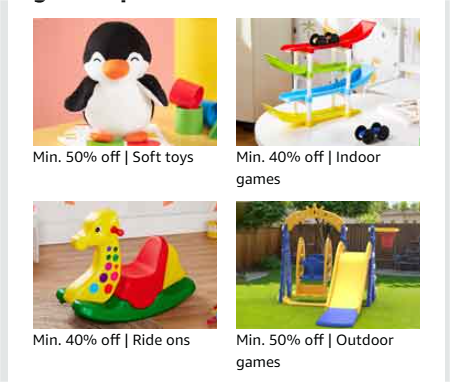 Min. 50% off | Soft toys
Min. 40% off | Indoor
games
Min. 40% off | Ride ons
Min. 50% off | Outdoor
games